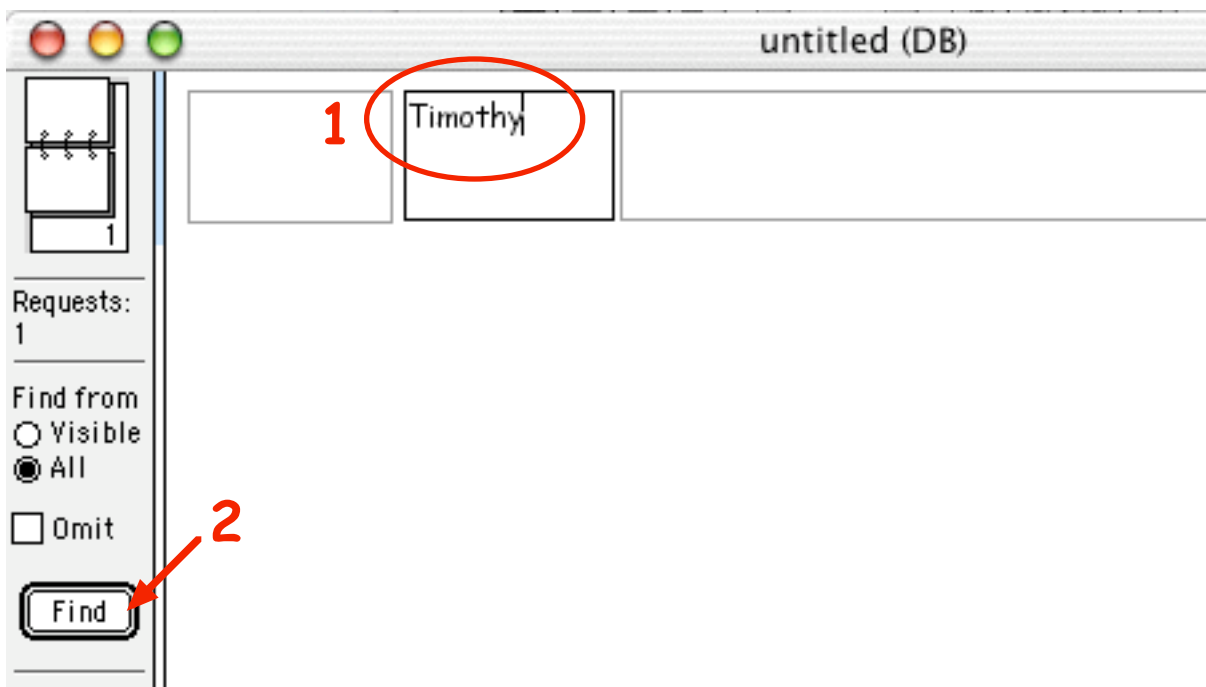 untitled (DB)
1
Timothy
1
Requests:
1
Find from
Visible
All
Omit
2
Find